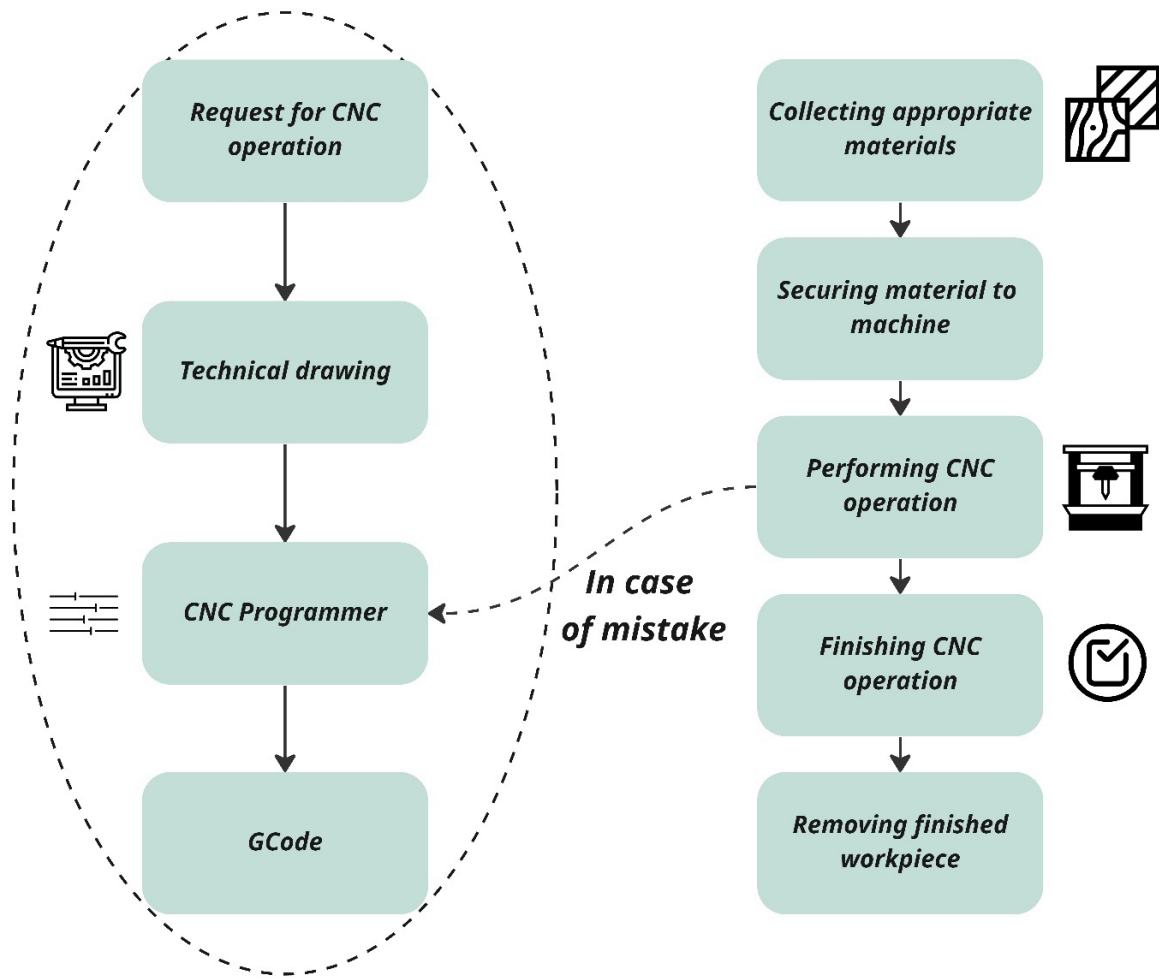 Request for CNC
operation
Technical drawing
CNC Programmer
GCode
In case
of mistake
Collecting appropriate
materials
Securing material to
machine
Performing CNC
operation
Finishing CNC
operation
Removing finished
workpiece